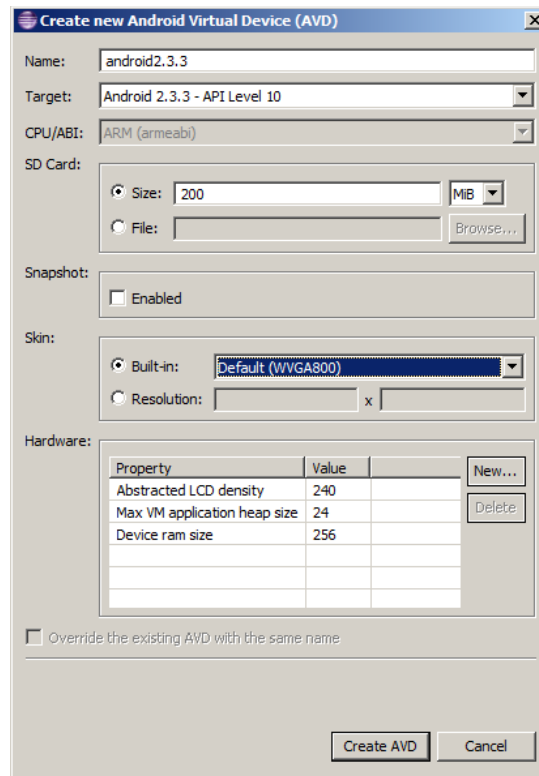 Create new Android Virtual Device (AVD)
Name: android2.3.3
Target: Android 2.3.3 - API Level 10
CPU/ABI: ARM (armeabi)
SD Card:
Size: 200 MiB
File: Browse...
Snapshot:
Enabled
Skin:
Built-in: Default (WVGA800)
Resolution: x
Hardware:
Property Value New...
Abstracted LCD density 240
Max VM application heap size 24
Delete
Device ram size 256
Override the existing AVD with the same name
Create AVD Cancel